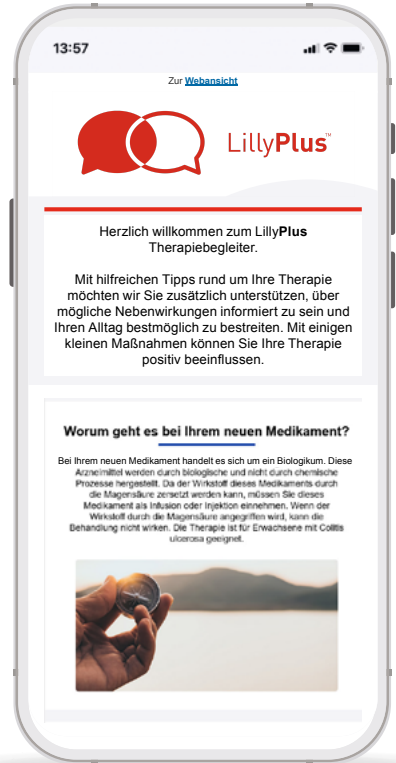 13:57
Zur Webansicht
LillyPlus™
Herzlich willkommen zum LillyPlus
Therapiebegleiter.
Mit hilfreichen Tipps rund um Ihre Therapie
möchten wir Sie zusätzlich unterstützen, über
mögliche Nebenwirkungen informiert zu sein und
Ihren Alltag bestmöglich zu bestreiten. Mit einigen
kleinen Maßnahmen können Sie Ihre Therapie
positiv beeinflussen.
Worum geht es bei Ihrem neuen Medikament?
Bei Ihrem neuen Medikament handelt es sich um ein Biologikum. Diese
Arzneimittel werden durch biologische und nicht durch chemische
Prozesse hergestellt. Da der Wirkstoff dieses Medikaments durch
die Magensäure zersetzt werden kann, müssen Sie dieses
Medikament als Infusion oder Injektion einnehmen. Wenn der
Wirkstoff durch die Magensäure angegriffen wird, kann die
Behandlung nicht wirken. Die Therapie ist für Erwachsene mit Colitis
ulcerosa geeignet.